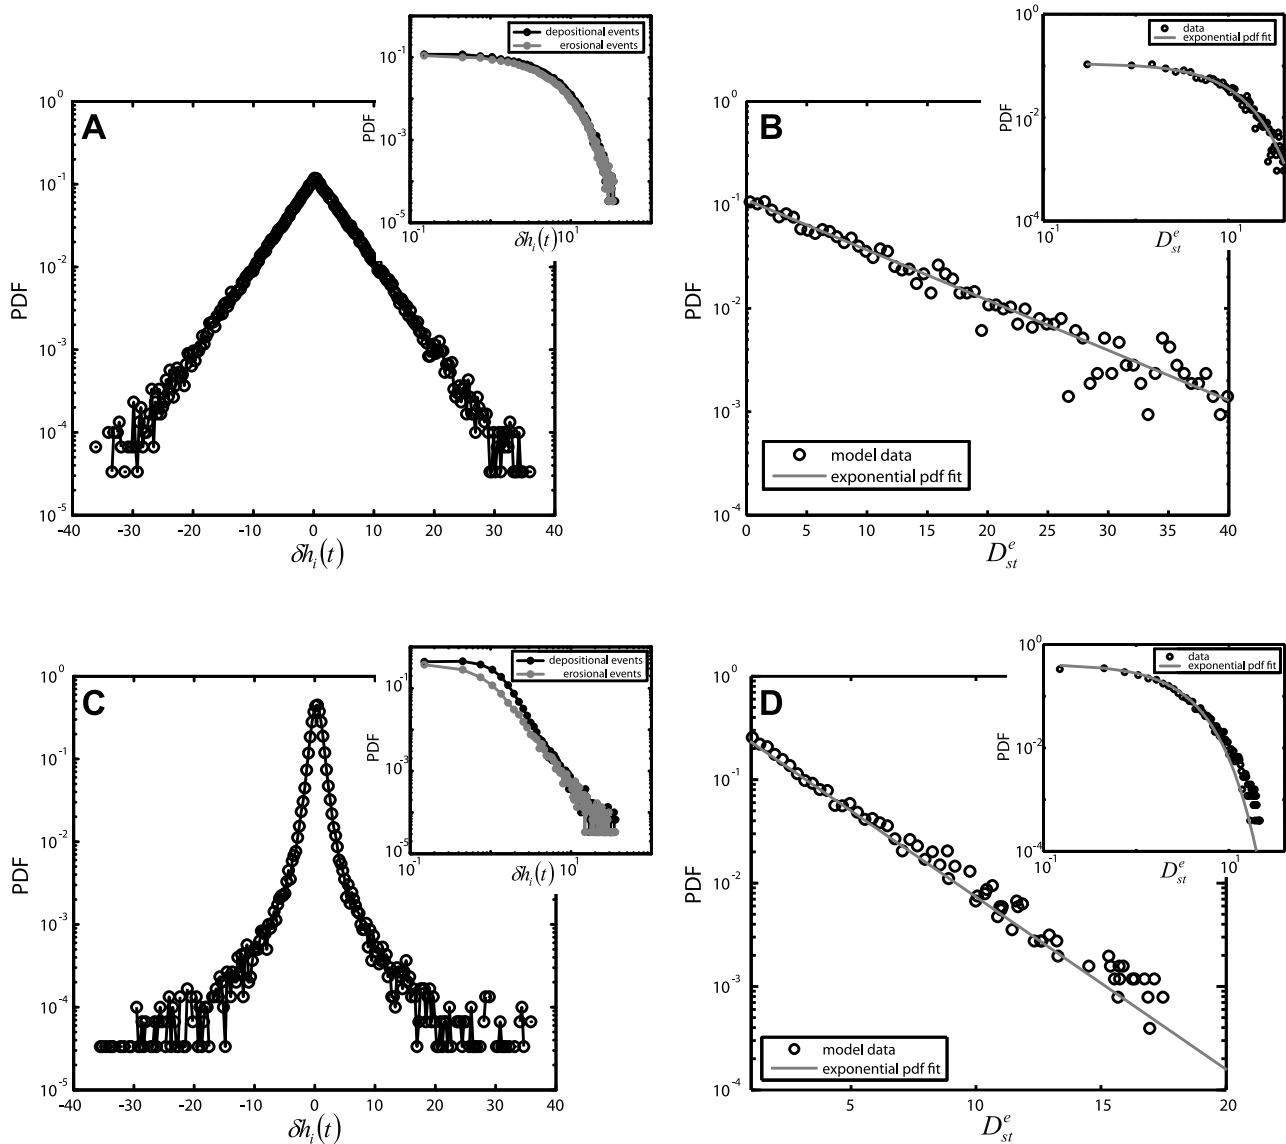 A
PDF
10^0
10^-1
10^-2
10^-3
10^-4
10^-5
-40 -30 -20 -10 0 10 20 30 40
δh_i(t)
depositional events
erosional events
PDF
10^-1
10^-3
10^-5
10^-1 10^1
δh_i(t)
B
PDF
10^0
10^-1
10^-2
10^-3
10^-4
0 5 10 15 20 25 30 35 40
D_st^e
model data
exponential pdf fit
data
exponential pdf fit
PDF
10^0
10^-2
10^-4
10^-1 10^1
D_st^e
C
PDF
10^0
10^-1
10^-2
10^-3
10^-4
10^-5
-40 -30 -20 -10 0 10 20 30 40
δh_i(t)
depositional events
erosional events
PDF
10^-1
10^-3
10^-5
10^-1 10^1
δh_i(t)
D
PDF
10^0
10^-1
10^-2
10^-3
10^-4
5 10 15 20
D_st^e
model data
exponential pdf fit
data
exponential pdf fit
PDF
10^0
10^-2
10^-4
10^-1 10^1
D_st^e